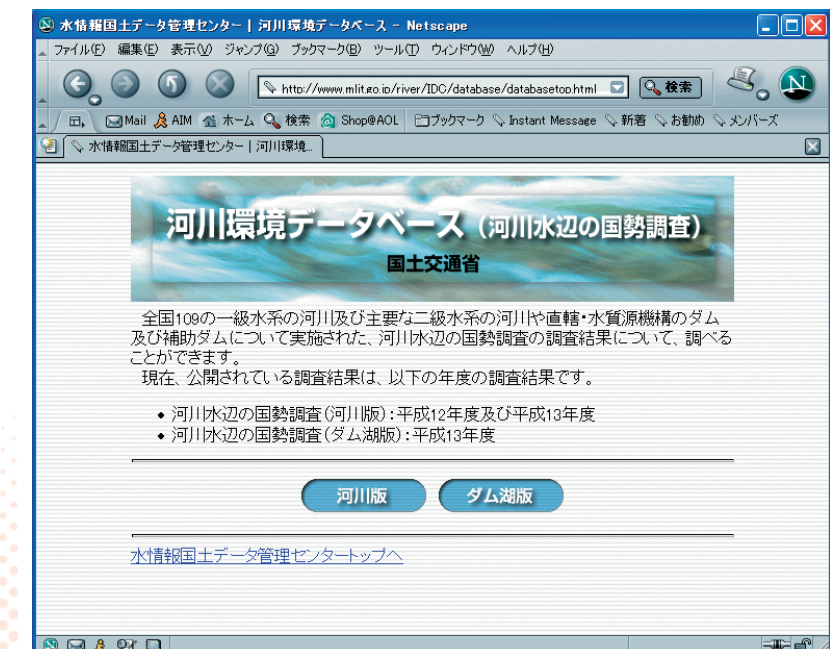 水情報国土データ管理センター | 河川環境データベース - Netscape
ファイル(F) 編集(E) 表示(V) ジャンプ(G) ブックマーク(B) ツール(T) ウィンドウ(W) ヘルプ(H)
http://www.mlit.go.jp/river/IDC/database/databasetop.html 検索
Mail AIM ホーム 検索 Shop@AOL ブックマーク Instant Message 新着 お勧め メンバーズ
水情報国土データ管理センター | 河川環境...
河川環境データベース (河川水辺の国勢調査)
国土交通省
全国109の一級水系の河川及び主要な二級水系の河川や直轄・水質源機構のダム
及び補助ダムについて実施された、河川水辺の国勢調査の調査結果について、調べる
ことができます。
現在、公開されている調査結果は、以下の年度の調査結果です。
◆ 河川水辺の国勢調査(河川版):平成12年度及び平成13年度
◆ 河川水辺の国勢調査(ダム湖版):平成13年度
河川版 ダム湖版
水情報国土データ管理センタートップへ